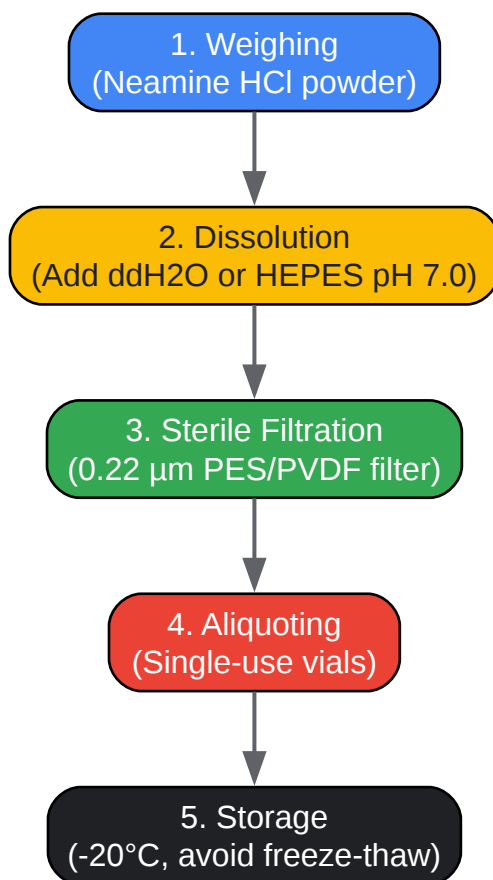 1. Weighing
(Neamine HCl powder)
2. Dissolution
(Add ddH2O or HEPES pH 7.0)
3. Sterile Filtration
(0.22 µm PES/PVDF filter)
4. Aliquoting
(Single-use vials)
5. Storage
(-20°C, avoid freeze-thaw)